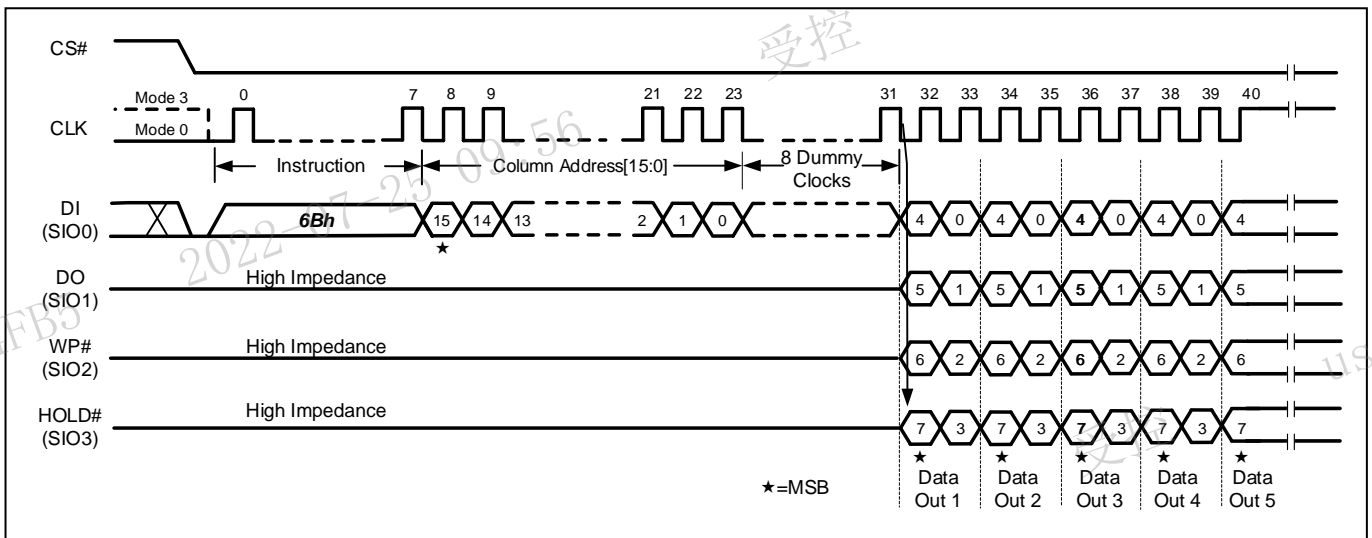 受控
CS#
0 7 8 9 21 22 23 31 32 33 34 35 36 37 38 39 40
Mode 3
CLK
Mode 0
2022-07-25 09:56
Instruction
Column Address[15:0]
8 Dummy
Clocks
DI
(SIO0)
6Bh
15 14 13 2 1 0 4 0 4 0 4 0 4 0 4
★
DO
(SIO1)
High Impedance
5 1 5 1 5 1 5 1 5
FB5
WP#
(SIO2)
High Impedance
6 2 6 2 6 2 6 2 6
us
HOLD#
(SIO3)
High Impedance
7 3 7 3 7 3 7 3 7
受控
★ ★ ★ ★ ★
★=MSB
Data
Out 1
Data
Out 2
Data
Out 3
Data
Out 4
Data
Out 5